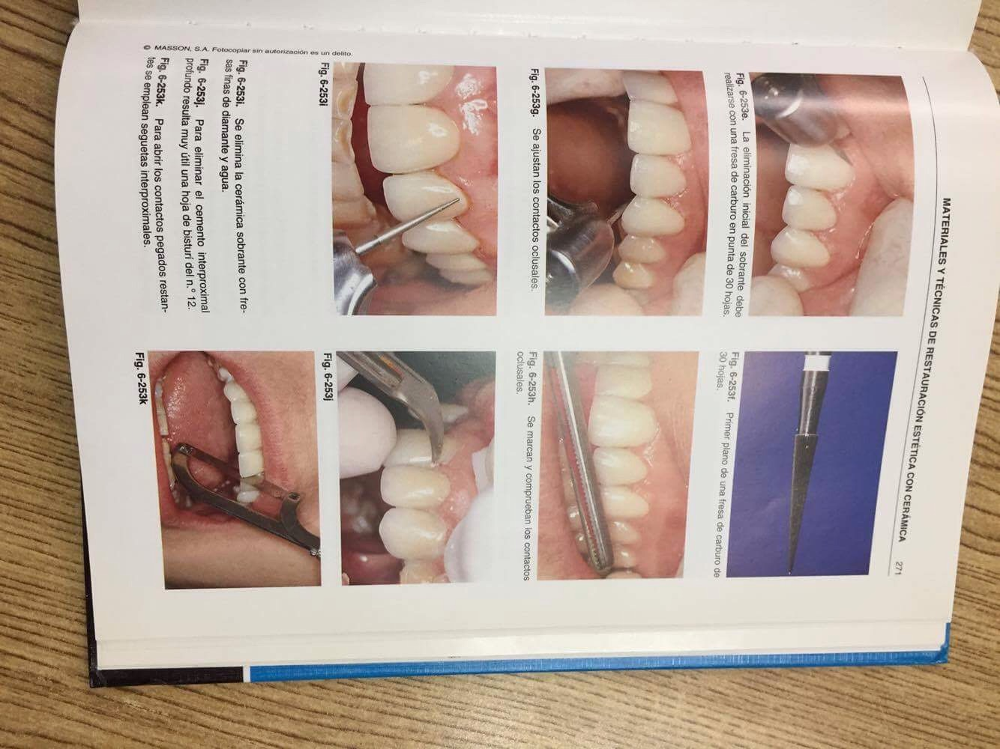 MATERIALES Y TÉCNICAS DE RESTAURACIÓN ESTÉTICA CON CERÁMICA 271
Fig. 6-253e. La eliminación inicial del sobrante debe
realizarse con una fresa de carburo en punta de 30 hojas.
Fig. 6-253f. Primer plano de una fresa de carburo de
30 hojas.
Fig. 6-253g. Se ajustan los contactos oclusales.
Fig. 6-253h. Se marcan y comprueban los contactos
oclusales.
Fig. 6-253i
Fig. 6-253j
Fig. 6-253i. Se elimina la cerámica sobrante con fre-
sas finas de diamante y agua.
Fig. 6-253j. Para eliminar el cemento interproximal
profundo resulta muy útil una hoja de bisturí del n.º 12.
Fig. 6-253k. Para abrir los contactos pegados restan-
tes se emplean seguetas interproximales.
Fig. 6-253k
© MASSON, S.A. Fotocopiar sin autorización es un delito.